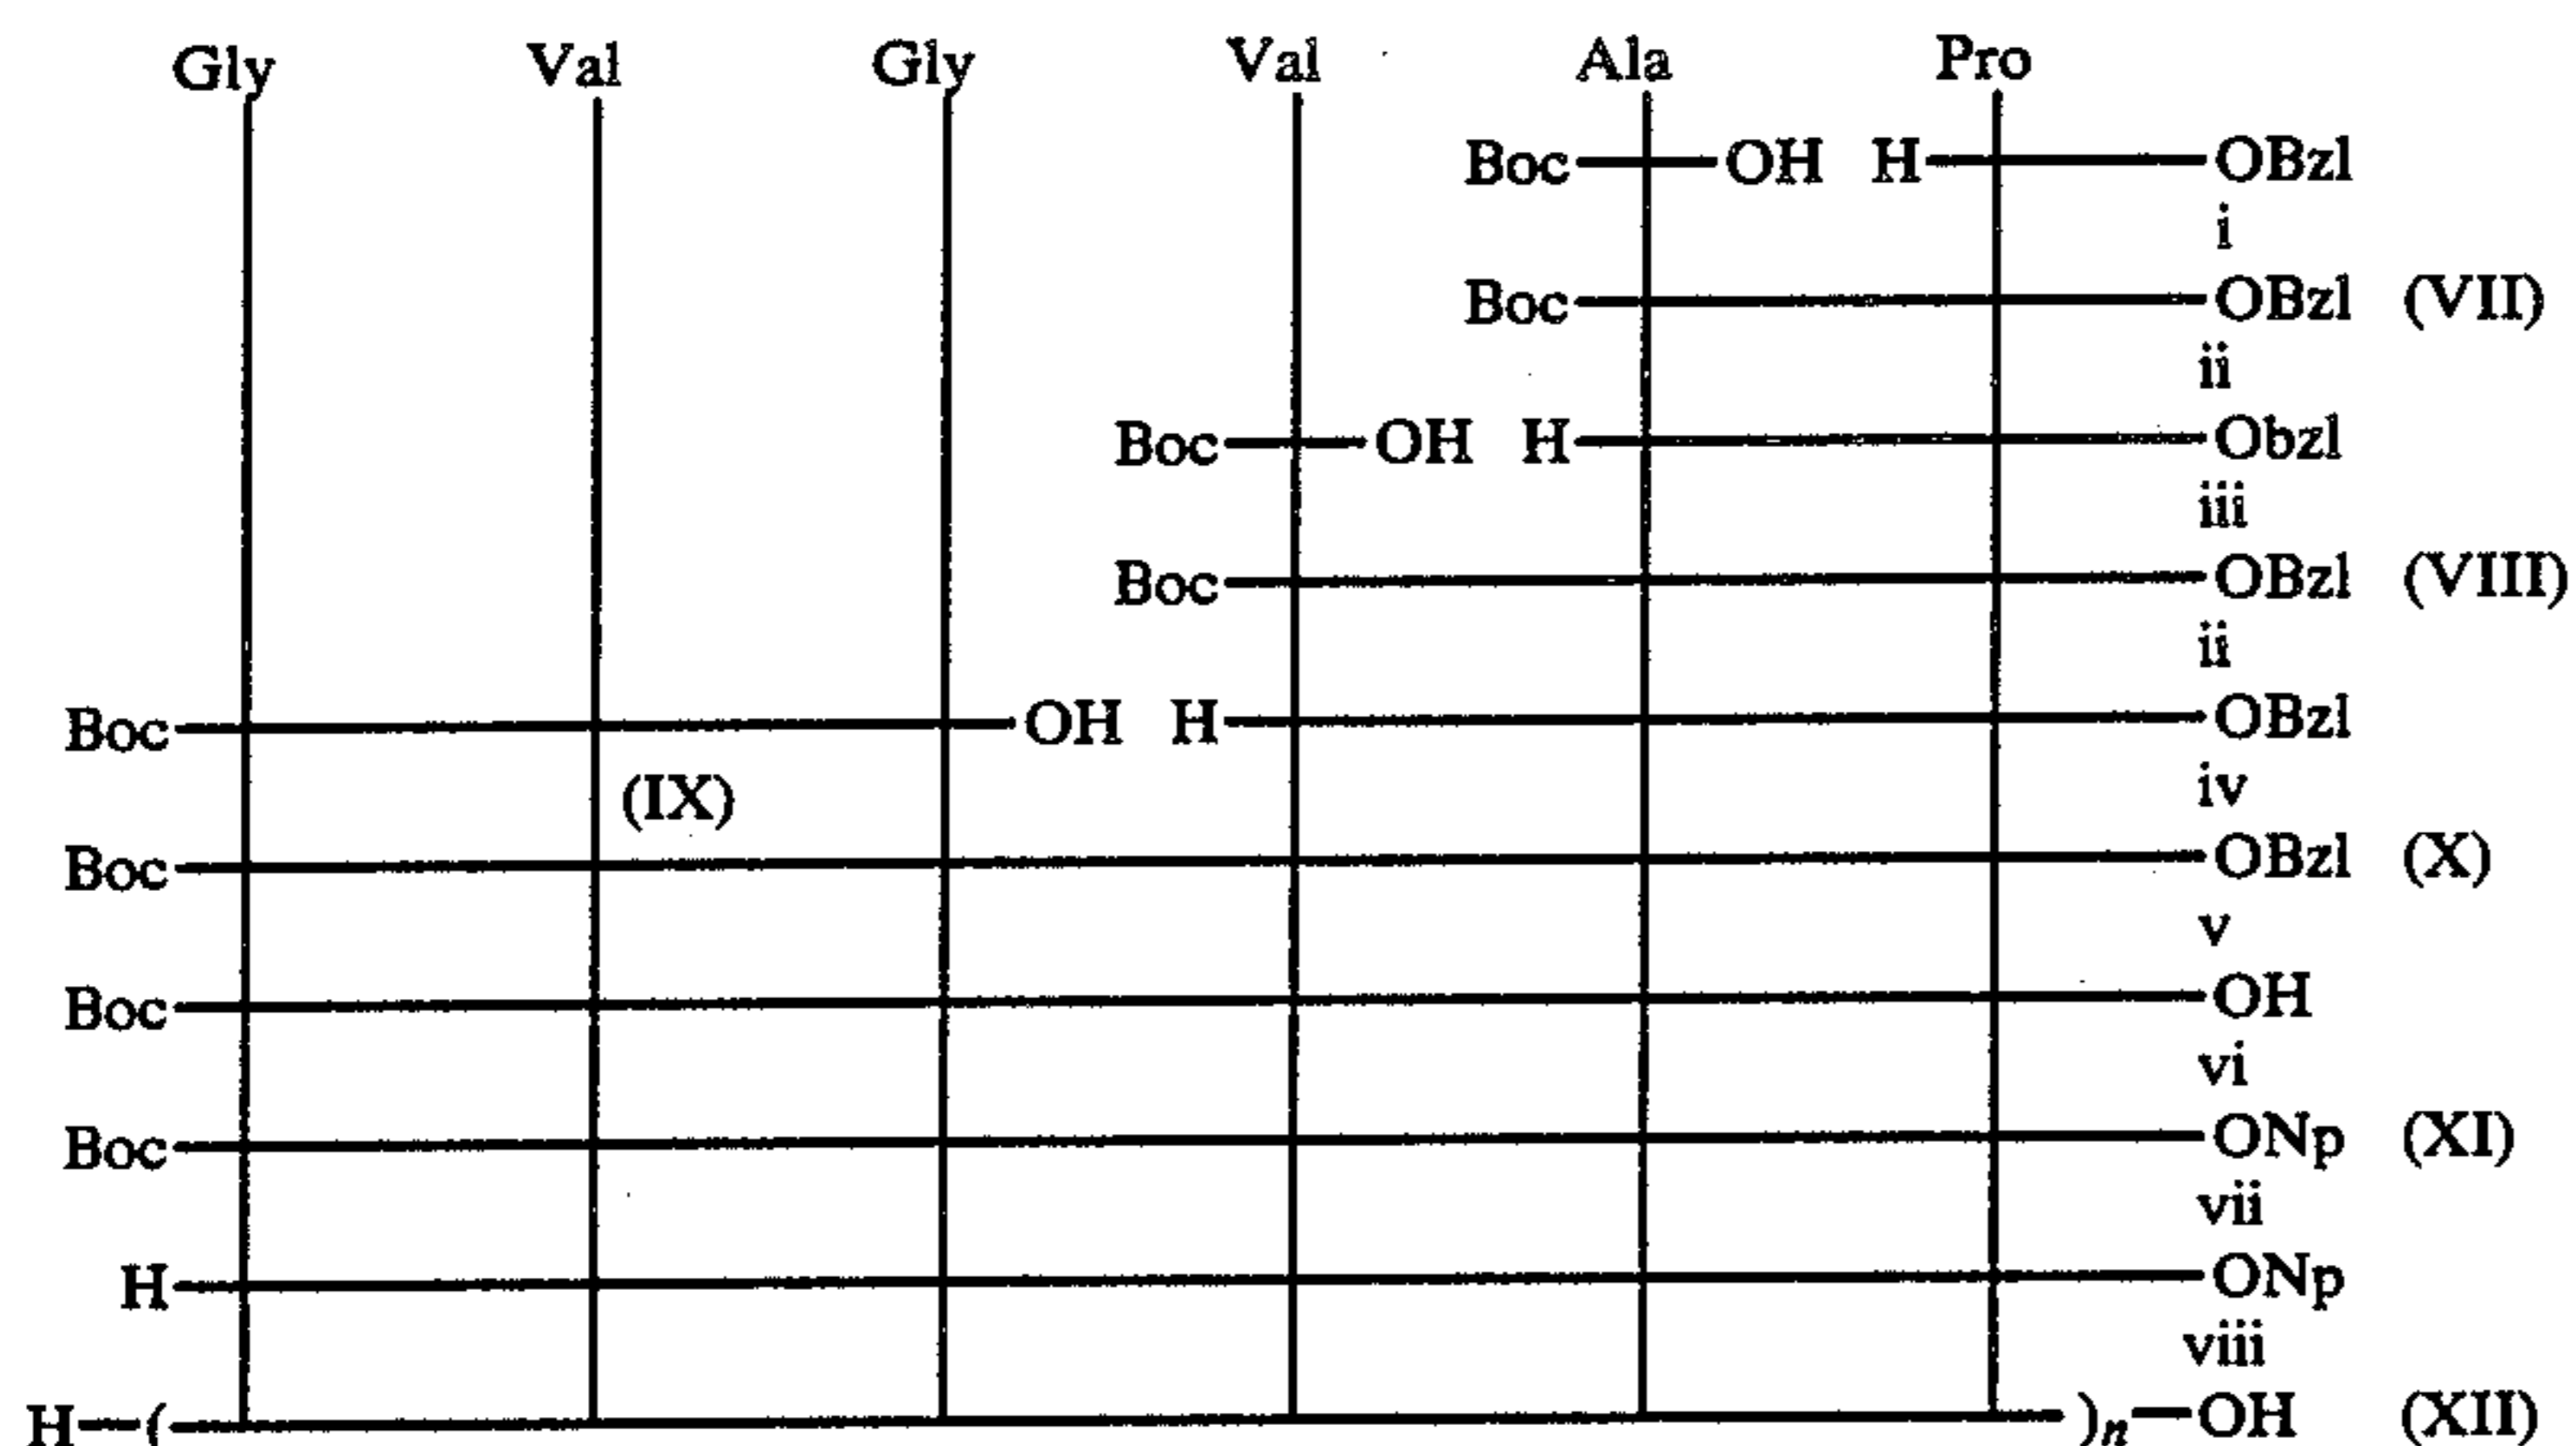 Gly Val Gly Val Ala Pro
Boc OH H OBzl
i
Boc OBzl (VII)
ii
Boc OH H Obzl
iii
Boc OBzl (VIII)
ii
Boc OH H OBzl
(IX) iv
Boc OBzl (X)
v
Boc OH
vi
Boc ONp (XI)
vii
H ONp
viii
H—( )n—OH (XII)